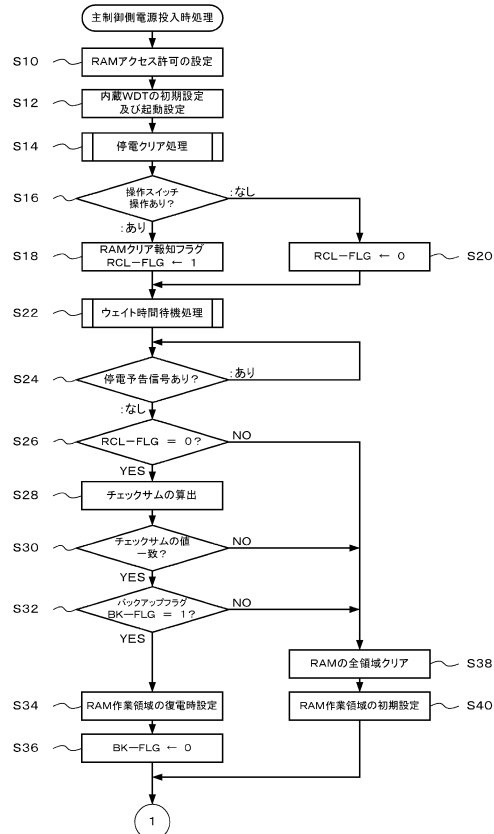 主制御側電源投入時処理
S10
RAMアクセス許可の設定
S12
内蔵WDTの初期設定
及び起動設定
S14
停電クリア処理
S16
操作スイッチ
操作あり？
：なし
：あり
S18
RAMクリア報知フラグ
RCL－FLG ← 1
RCL－FLG ← 0
S20
S22
ウェイト時間待機処理
S24
停電予告信号あり？
：あり
：なし
S26
RCL－FLG ＝ 0？
NO
YES
S28
チェックサムの算出
S30
チェックサムの値
一致？
NO
YES
S32
バックアップフラグ
BK－FLG ＝ 1？
NO
YES
RAMの全領域クリア
S38
S34
RAM作業領域の復電時設定
RAM作業領域の初期設定
S40
S36
BK－FLG ← 0
1